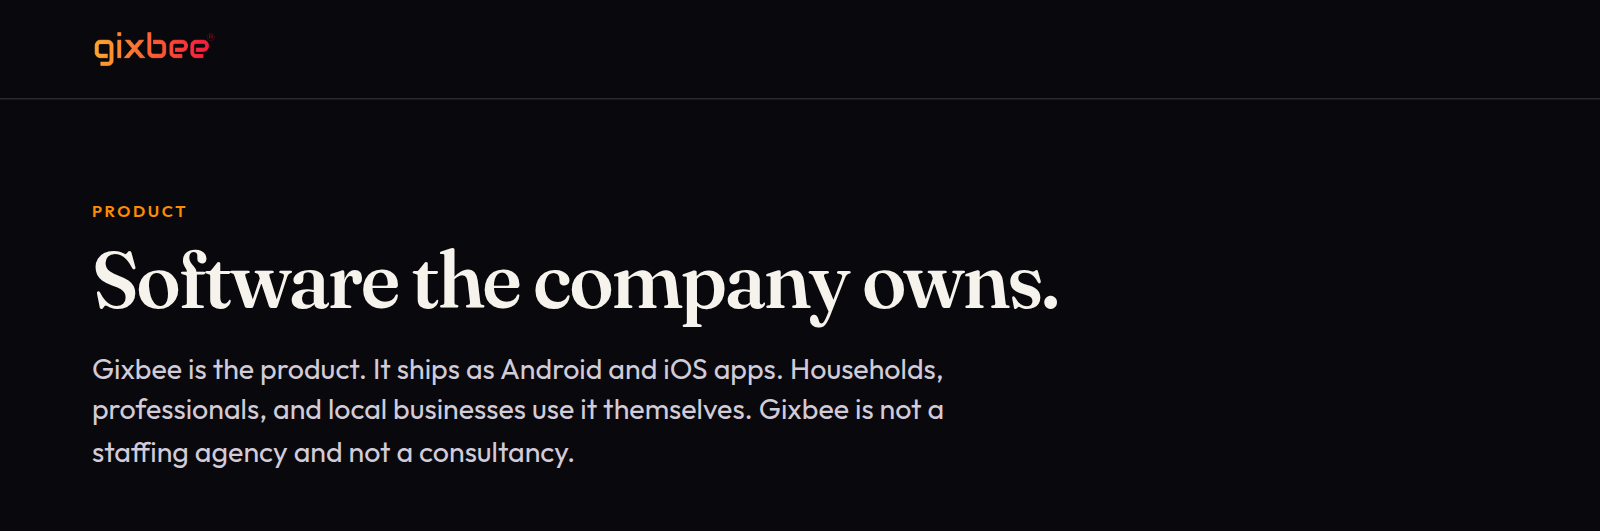 gixbee®
PRODUCT
Software the company owns.
Gixbee is the product. It ships as Android and iOS apps. Households,
professionals, and local businesses use it themselves. Gixbee is not a
staffing agency and not a consultancy.